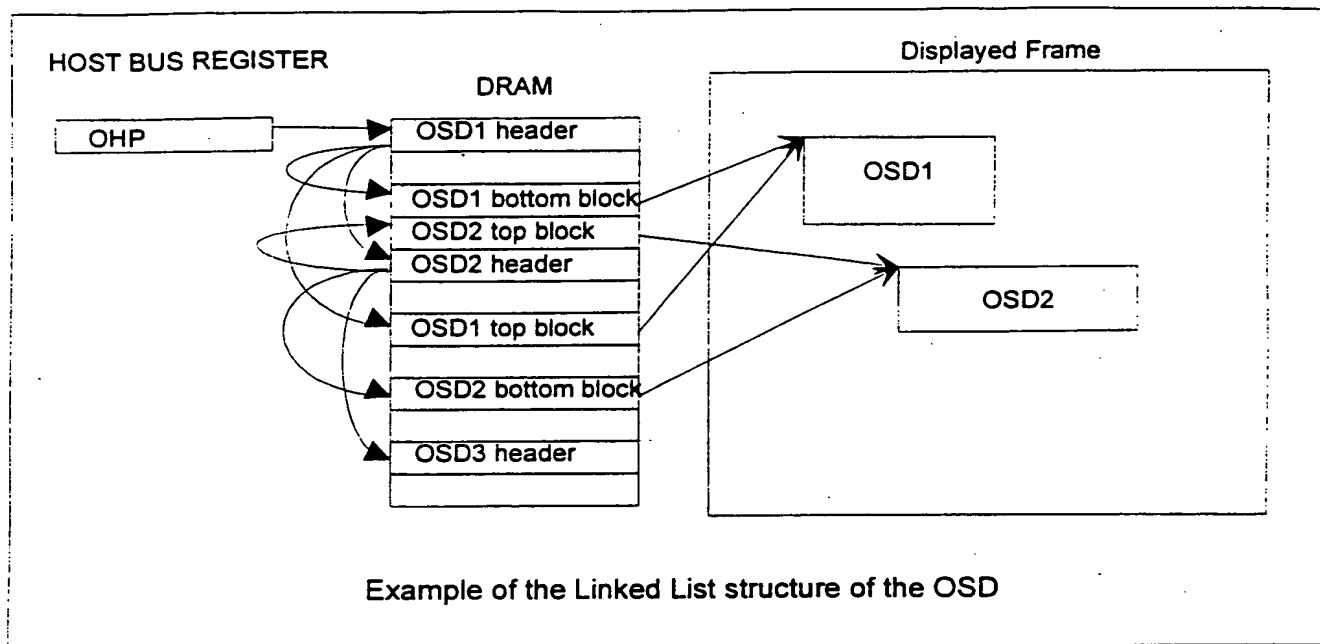 HOST BUS REGISTER
Displayed Frame
DRAM
OHP
OSD1 header
OSD1 bottom block
OSD2 top block
OSD2 header
OSD1 top block
OSD2 bottom block
OSD3 header
OSD1
OSD2
Example of the Linked List structure of the OSD